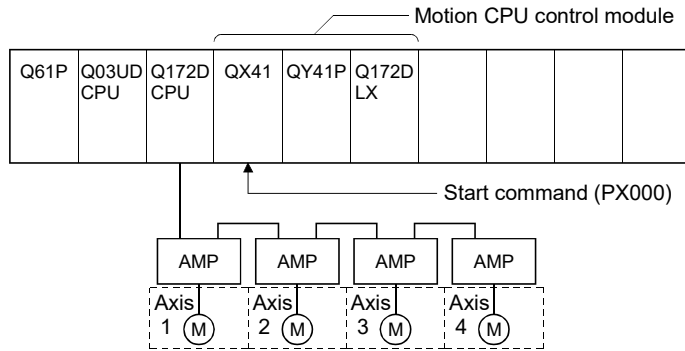 Motion CPU control module
Q61P
Q03UD
CPU
Q172D
CPU
QX41
QY41P
Q172D
LX
Start command (PX000)
AMP
AMP
AMP
AMP
Axis
1
M
Axis
2
M
Axis
3
M
Axis
4
M